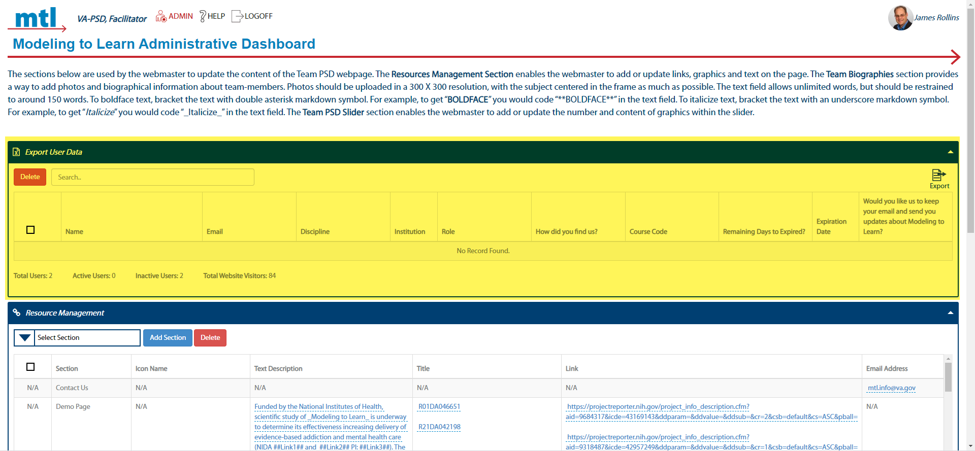 mtl VA-PSD, Facilitator ADMIN HELP LOGOFF James Rollins
Modeling to Learn Administrative Dashboard
The sections below are used by the webmaster to update the content of the Team PSD webpage. The Resources Management Section enables the webmaster to add or update links, graphics and text on the page. The Team Biographies section provides
a way to add photos and biographical information about team-members. Photos should be uploaded in a 300 X 300 resolution, with the subject centered in the frame as much as possible. The text field allows unlimited words, but should be restrained
to around 150 words. To boldface text, bracket the text with double asterisk markdown symbol. For example, to get "BOLDFACE" you would code "**BOLDFACE**" in the text field. To italicize text, bracket the text with an underscore markdown symbol.
For example, to get "Italicize" you would code "_Italicize_" in the text field. The Team PSD Slider section enables the webmaster to add or update the number and content of graphics within the slider.
Export User Data
Delete Search.. Export
Name Email Discipline Institution Role How did you find us? Course Code Remaining Days to Expired? Expiration Date Would you like us to keep your email and send you updates about Modeling to Learn?
No Record Found.
Total Users: 2 Active Users: 0 Inactive Users: 2 Total Website Visitors: 84
Resource Management
Select Section Add Section Delete
Section Icon Name Text Description Title Link Email Address
N/A Contact Us N/A N/A N/A N/A mtl.info@va.gov
N/A Demo Page N/A Funded by the National Institutes of Health, R01DA046651 https://projectreporter.nih.gov/project_info_description.cfm? N/A
scientific study of _Modeling to Learn_ is underway aid=9684317&icde=43169143&ddparam=&ddvalue=&ddsub=&cr=2&csb=default&cs=ASC&pball=
to determine its effectiveness increasing delivery of R21DA042198
evidence-based addiction and mental health care https://projectreporter.nih.gov/project_info_description.cfm?
(NIDA ##Link1## and ##Link2## PI: ##Link3##). The aid=9318487&icde=42957249&ddparam=&ddvalue=&ddsub=&cr=1&csb=default&cs=ASC&pball=